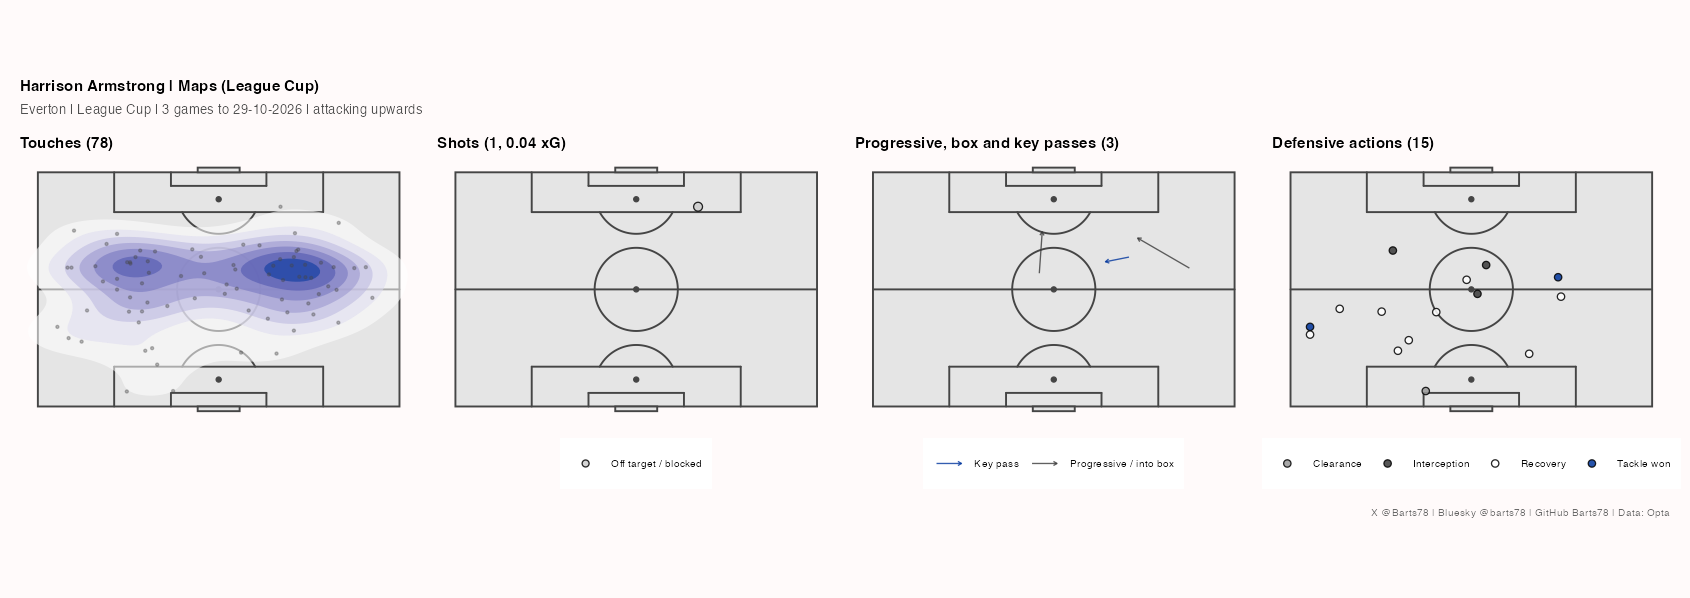 Harrison Armstrong | Maps (League Cup)
Everton | League Cup | 3 games to 29-10-2026 | attacking upwards
Touches (78)
Shots (1, 0.04 xG)
Progressive, box and key passes (3)
Defensive actions (15)
Off target / blocked
Key pass
Progressive / into box
Clearance
Interception
Recovery
Tackle won
X @Barts78 | Bluesky @barts78 | GitHub Barts78 | Data: Opta